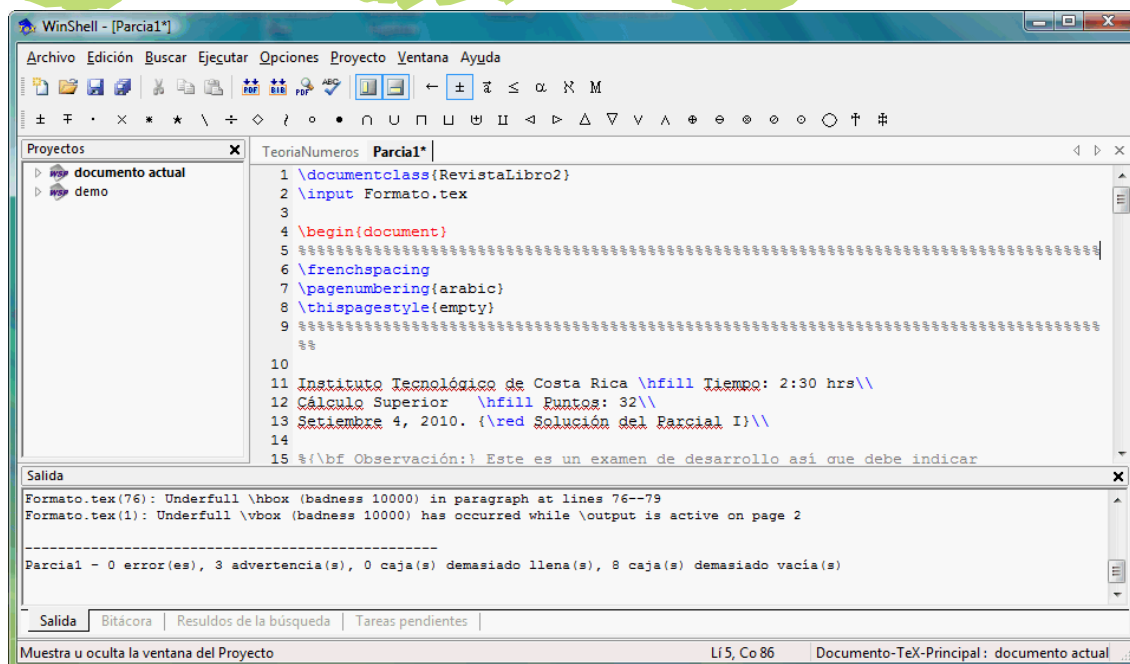 WinShell - [Parcia1*]
Archivo Edición Buscar Ejecutar Opciones Proyecto Ventana Ayuda
PDF BIB PDF ABC ← ± a⃗ ≤ α ℵ M
± ∓ · × * ⋆ \ ÷ ◇ ≀ ∘ • ∩ ∪ ⊓ ⊔ ⊎ ⨿ ◁ ▷ △ ▽ ∨ ∧ ⊕ ⊖ ⊗ ⊘ ⊙ ◯ † ‡
Proyectos
wsp documento actual
wsp demo
TeoriaNumeros Parcia1*
1 \documentclass{RevistaLibro2}
2 \input Formato.tex
3
4 \begin{document}
5 %%%%%%%%%%%%%%%%%%%%%%%%%%%%%%%%%%%%%%%%%%%%%%%%%%%%%%%%%%%%%%%%%%%%%%%%%%%%%%%%%%%%%%%
6 \frenchspacing
7 \pagenumbering{arabic}
8 \thispagestyle{empty}
9 %%%%%%%%%%%%%%%%%%%%%%%%%%%%%%%%%%%%%%%%%%%%%%%%%%%%%%%%%%%%%%%%%%%%%%%%%%%%%%%%%%%%%%%
%%
10
11 Instituto Tecnológico de Costa Rica \hfill Tiempo: 2:30 hrs\\
12 Cálculo Superior \hfill Puntos: 32\\
13 Setiembre 4, 2010. {\red Solución del Parcial I}\\
14
15 %{\bf Observación:} Este es un examen de desarrollo así que debe indicar
Salida
Formato.tex(76): Underfull \hbox (badness 10000) in paragraph at lines 76--79
Formato.tex(1): Underfull \vbox (badness 10000) has occurred while \output is active on page 2
--------------------------------------------------
Parcia1 - 0 error(es), 3 advertencia(s), 0 caja(s) demasiado llena(s), 8 caja(s) demasiado vacía(s)
Salida Bitácora Resuldos de la búsqueda Tareas pendientes
Muestra u oculta la ventana del Proyecto Lí 5, Co 86 Documento-TeX-Principal : documento actual